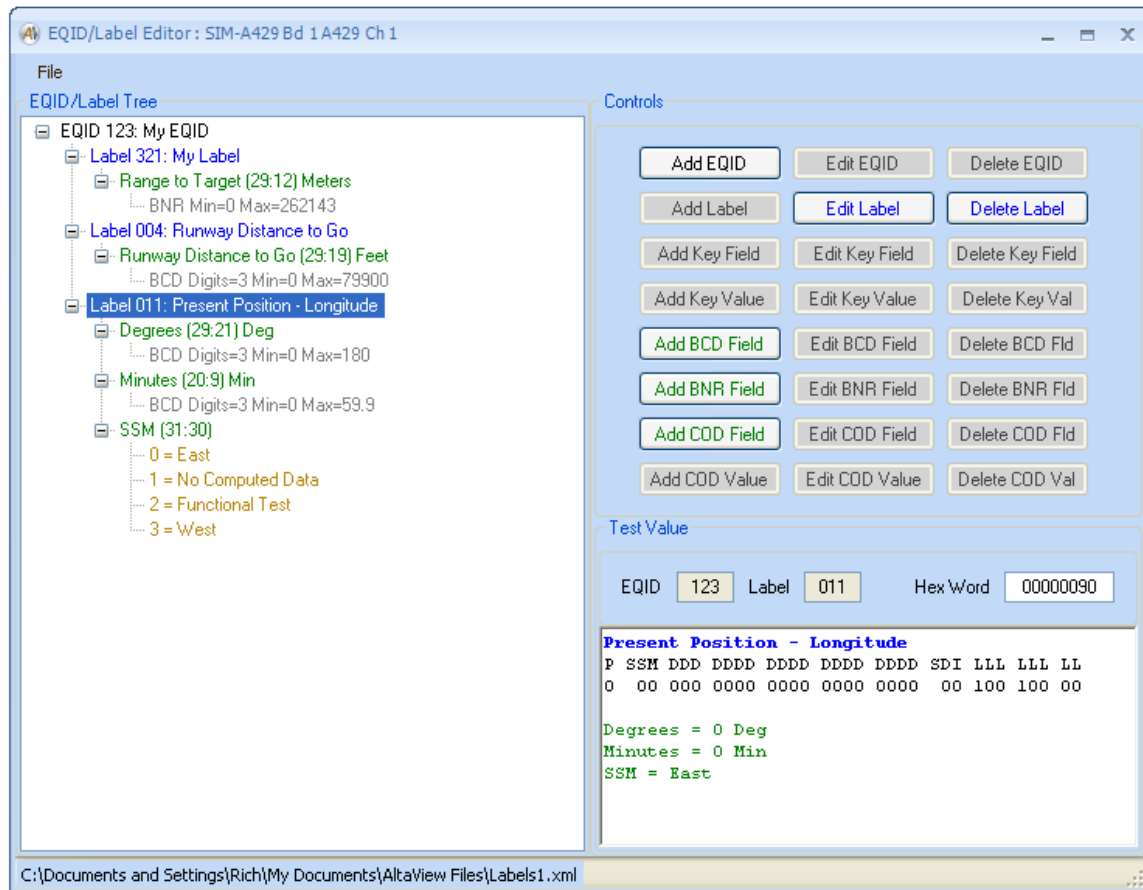 EQID/Label Editor : SIM-A429 Bd 1 A429 Ch 1
File
EQID/Label Tree
EQID 123: My EQID
Label 321: My Label
Range to Target (29:12) Meters
BNR Min=0 Max=262143
Label 004: Runway Distance to Go
Runway Distance to Go (29:19) Feet
BCD Digits=3 Min=0 Max=79900
Label 011: Present Position - Longitude
Degrees (29:21) Deg
BCD Digits=3 Min=0 Max=180
Minutes (20:9) Min
BCD Digits=3 Min=0 Max=59.9
SSM (31:30)
0 = East
1 = No Computed Data
2 = Functional Test
3 = West
Controls
Add EQID Edit EQID Delete EQID
Add Label Edit Label Delete Label
Add Key Field Edit Key Field Delete Key Field
Add Key Value Edit Key Value Delete Key Val
Add BCD Field Edit BCD Field Delete BCD Fld
Add BNR Field Edit BNR Field Delete BNR Fld
Add COD Field Edit COD Field Delete COD Fld
Add COD Value Edit COD Value Delete COD Val
Test Value
EQID 123 Label 011 Hex Word 00000090
Present Position - Longitude
P SSM DDD DDDD DDDD DDDD DDDD SDI LLL LLL LL
0 00 000 0000 0000 0000 0000 00 100 100 00
Degrees = 0 Deg
Minutes = 0 Min
SSM = East
C:\Documents and Settings\Rich\My Documents\AltaView Files\Labels1.xml